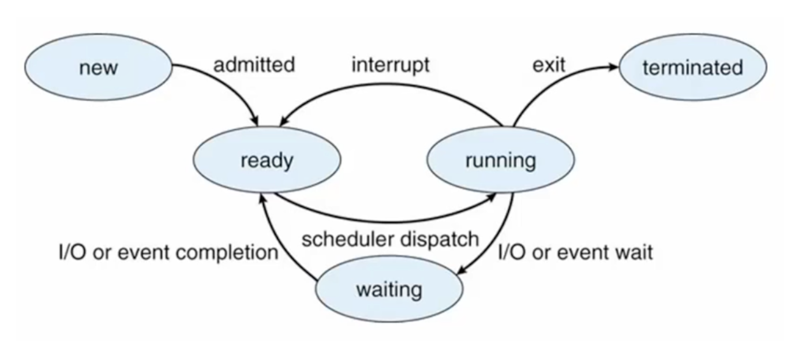 new
admitted
interrupt
exit
terminated
ready
running
scheduler dispatch
I/O or event completion
I/O or event wait
waiting